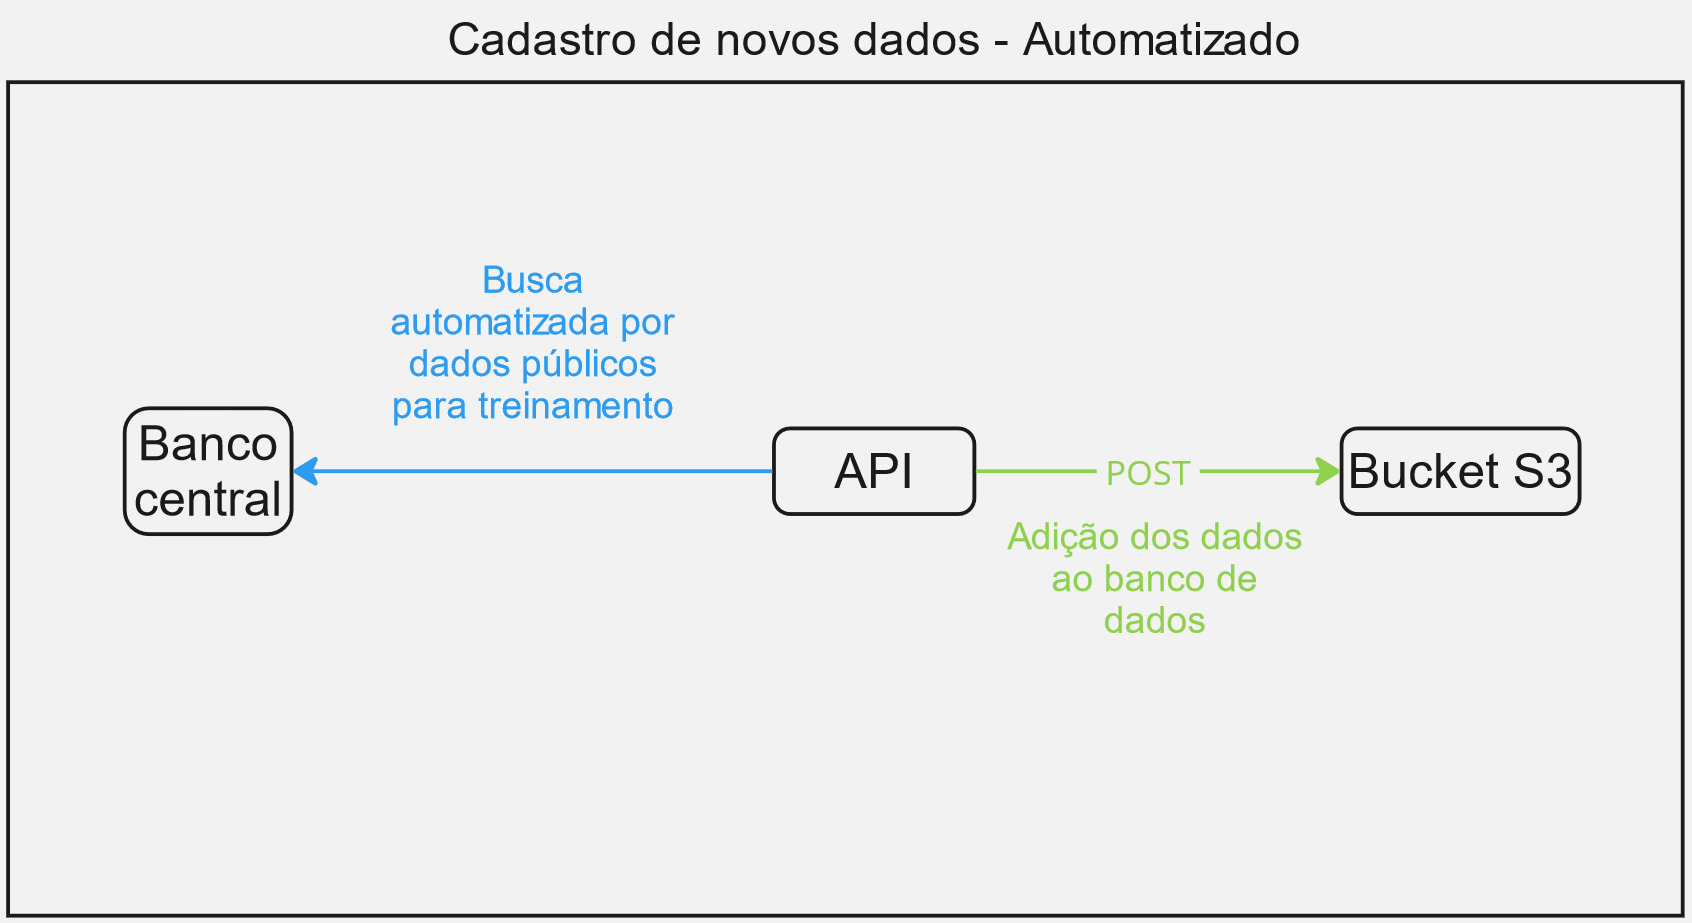 Cadastro de novos dados - Automatizado
Busca
automatizada por
dados públicos
para treinamento
Banco
central
API
POST
Bucket S3
Adição dos dados
ao banco de
dados